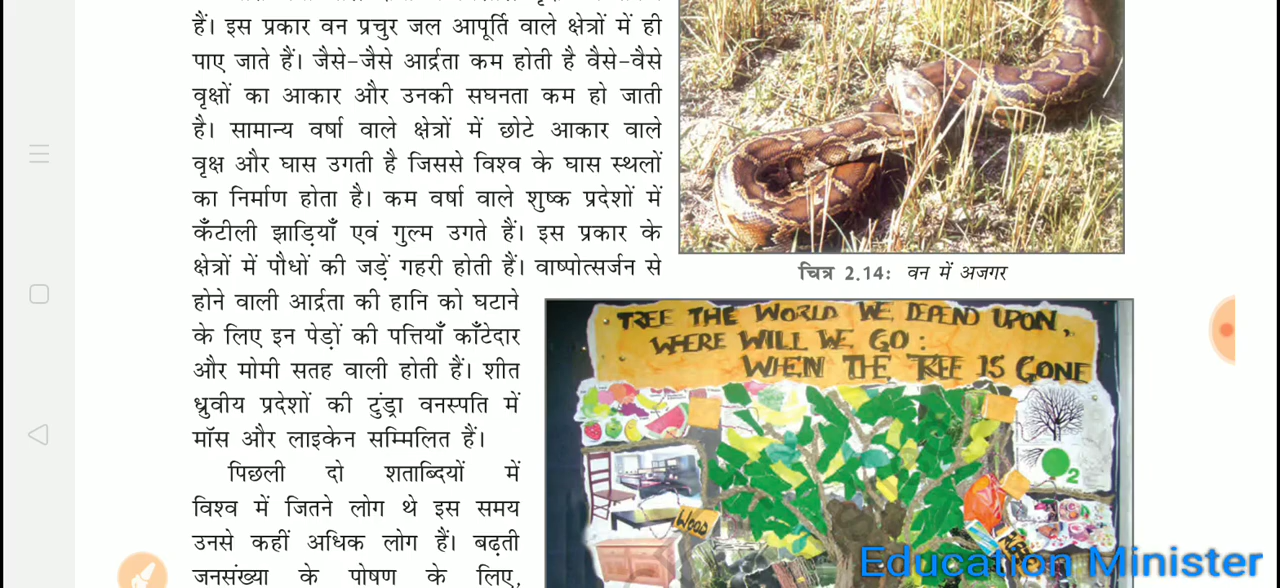 हैं। इस प्रकार वन प्रचुर जल आपूर्ति वाले क्षेत्रों में ही
पाए जाते हैं। जैसे-जैसे आर्द्रता कम होती है वैसे-वैसे
वृक्षों का आकार और उनकी सघनता कम हो जाती
है। सामान्य वर्षा वाले क्षेत्रों में छोटे आकार वाले
वृक्ष और घास उगती है जिससे विश्व के घास स्थलों
का निर्माण होता है। कम वर्षा वाले शुष्क प्रदेशों में
कँटीली झाड़ियाँ एवं गुल्म उगते हैं। इस प्रकार के
क्षेत्रों में पौधों की जड़ें गहरी होती हैं। वाष्पोत्सर्जन से
होने वाली आर्द्रता की हानि को घटाने
के लिए इन पेड़ों की पत्तियाँ काँटेदार
और मोमी सतह वाली होती हैं। शीत
ध्रुवीय प्रदेशों की टुंड्रा वनस्पति में
मॉस और लाइकेन सम्मिलित हैं।
पिछली दो शताब्दियों में
विश्व में जितने लोग थे इस समय
उनसे कहीं अधिक लोग हैं। बढ़ती
जनसंख्या के पोषण के लिए,
चित्र 2.14: वन में अजगर
TREE THE WORLD WE DEPEND UPON,
WHERE WILL WE GO:
WHEN THE TREE IS GONE
WOOD
2
Education Minister